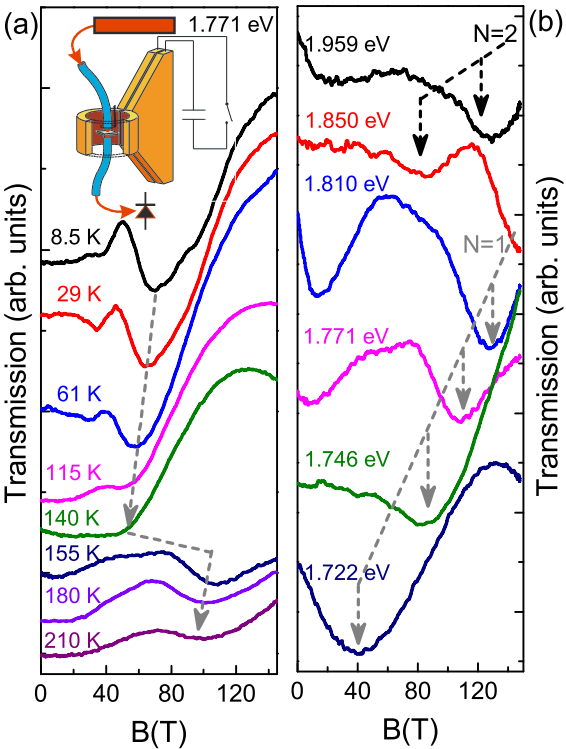 (a)
1.771 eV
8.5 K
29 K
61 K
115 K
140 K
155 K
180 K
210 K
Transmission (arb. units)
0 40 80 120
B(T)
(b)
N=2
1.959 eV
1.850 eV
1.810 eV
N=1
1.771 eV
1.746 eV
1.722 eV
Transmission (arb. units)
0 40 80 120
B(T)